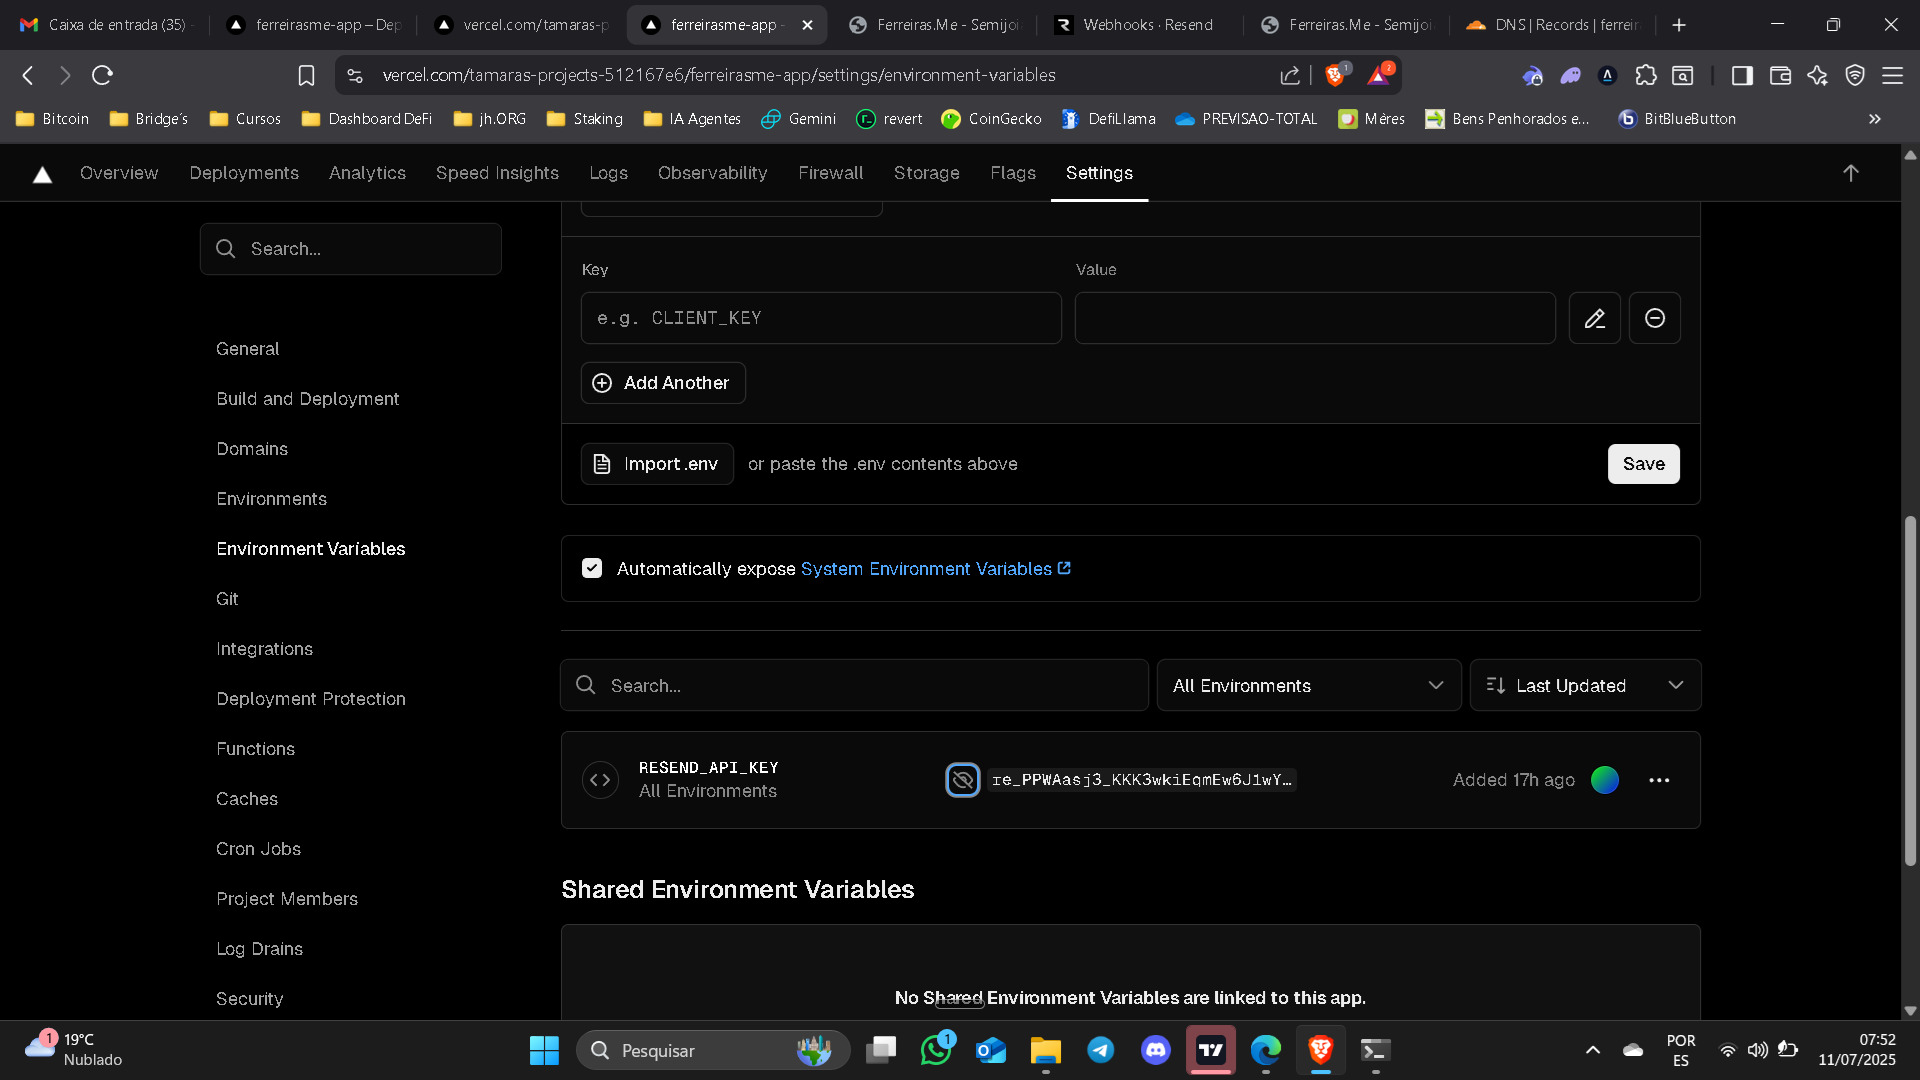 Caixa de entrada (35)
ferreirasme-app – Dep
vercel.com/tamaras-p
ferreirasme-app -
Ferreiras.Me - Semijoi
Webhooks · Resend
Ferreiras.Me - Semijoi
DNS | Records | ferreir
vercel.com/tamaras-projects-512167e6/ferreirasme-app/settings/environment-variables
1
2
Bitcoin
Bridge's
Cursos
Dashboard DeFi
jh.ORG
Staking
IA Agentes
Gemini
revert
CoinGecko
DefiLlama
PREVISAO-TOTAL
Mères
Bens Penhorados e...
BitBlueButton
»
Overview
Deployments
Analytics
Speed Insights
Logs
Observability
Firewall
Storage
Flags
Settings
Search...
General
Build and Deployment
Domains
Environments
Environment Variables
Git
Integrations
Deployment Protection
Functions
Caches
Cron Jobs
Project Members
Log Drains
Security
Key
Value
e.g. CLIENT_KEY
Add Another
Import .env
or paste the .env contents above
Save
Automatically expose System Environment Variables
Search...
All Environments
Last Updated
RESEND_API_KEY
All Environments
re_PPWAasj3_KKK3wkiEqmEw6J1wY…
Added 17h ago
Shared Environment Variables
No Shared Environment Variables are linked to this app.
1
19°C
Nublado
Pesquisar
1
POR
ES
07:52
11/07/2025